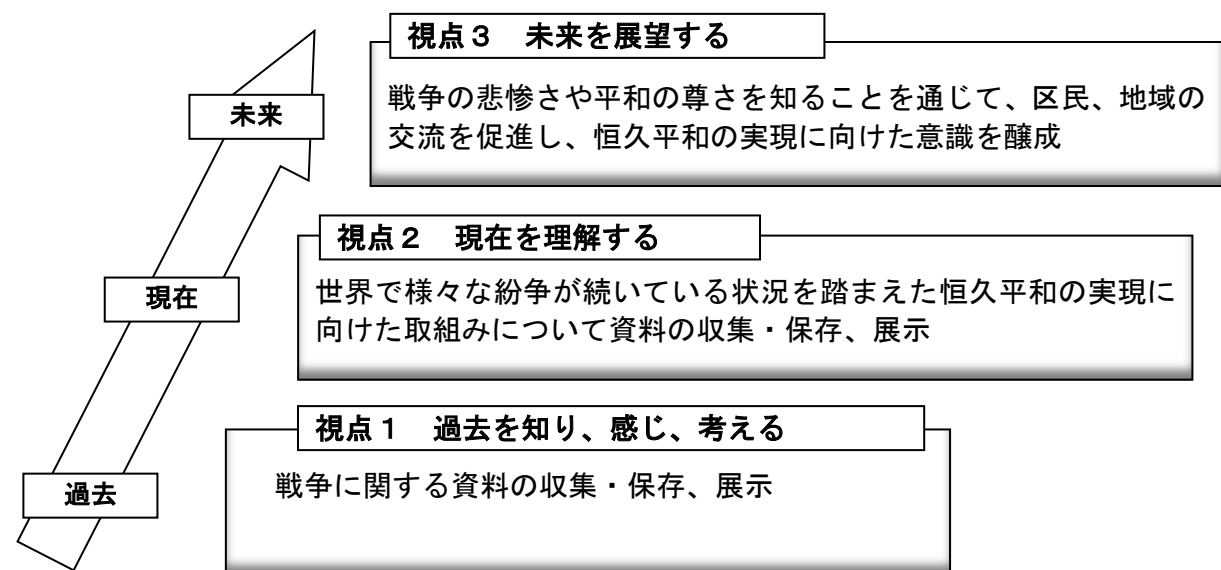 視点３　未来を展望する
戦争の悲惨さや平和の尊さを知ることを通じて、区民、地域の
交流を促進し、恒久平和の実現に向けた意識を醸成
未来
視点２　現在を理解する
世界で様々な紛争が続いている状況を踏まえた恒久平和の実現に
向けた取組みについて資料の収集・保存、展示
現在
視点１　過去を知り、感じ、考える
戦争に関する資料の収集・保存、展示
過去